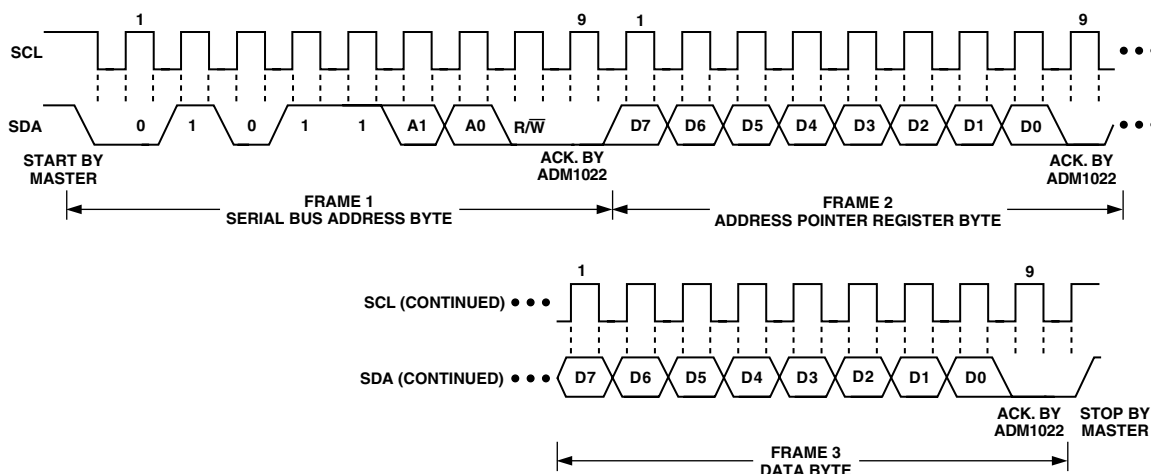 1 9 1 9
SCL
SDA 0 1 0 1 1 A1 A0 R/W D7 D6 D5 D4 D3 D2 D1 D0
START BY
MASTER
ACK. BY
ADM1022
ACK. BY
ADM1022
FRAME 1
SERIAL BUS ADDRESS BYTE
FRAME 2
ADDRESS POINTER REGISTER BYTE
1 9
SCL (CONTINUED)
SDA (CONTINUED) D7 D6 D5 D4 D3 D2 D1 D0
ACK. BY
ADM1022
STOP BY
MASTER
FRAME 3
DATA BYTE